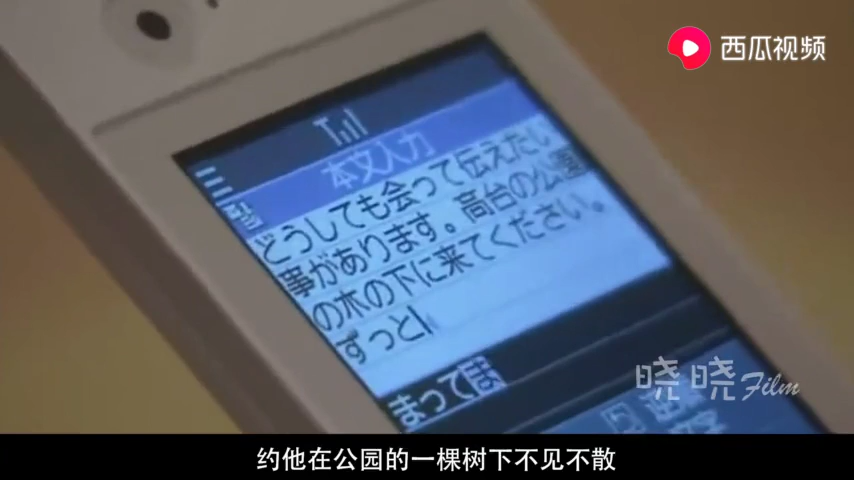 西瓜视频
本文入力
どうしても会って伝えたい
事があります。高台の公園
の木の下に来てください。
ずっと
まってま
晓晓Film
约他在公园的一棵树下不见不散